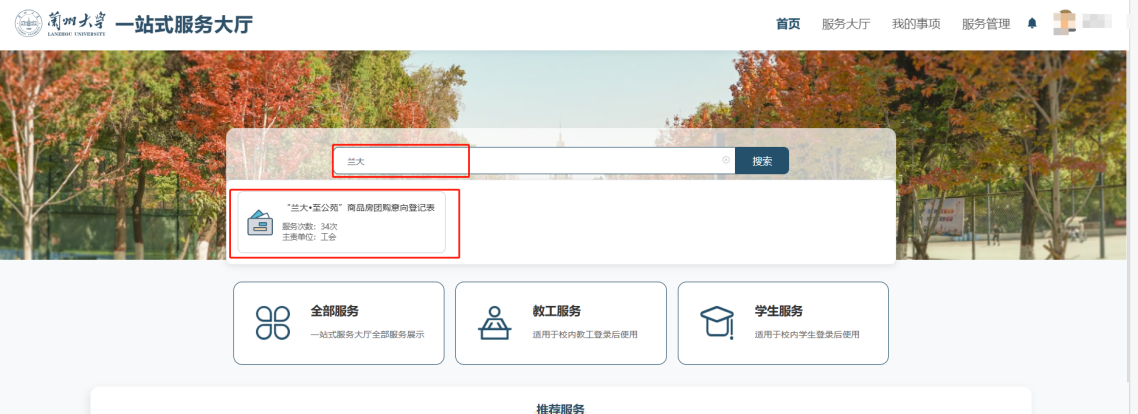 兰州大学 一站式服务大厅
LANZHOU UNIVERSITY
首页 服务大厅 我的事项 服务管理
兰大
搜索
“兰大•至公苑”商品房团购意向登记表
服务次数：34次
主责单位：工会
全部服务
一站式服务大厅全部服务展示
教工服务
适用于校内教工登录后使用
学生服务
适用于校内学生登录后使用
推荐服务